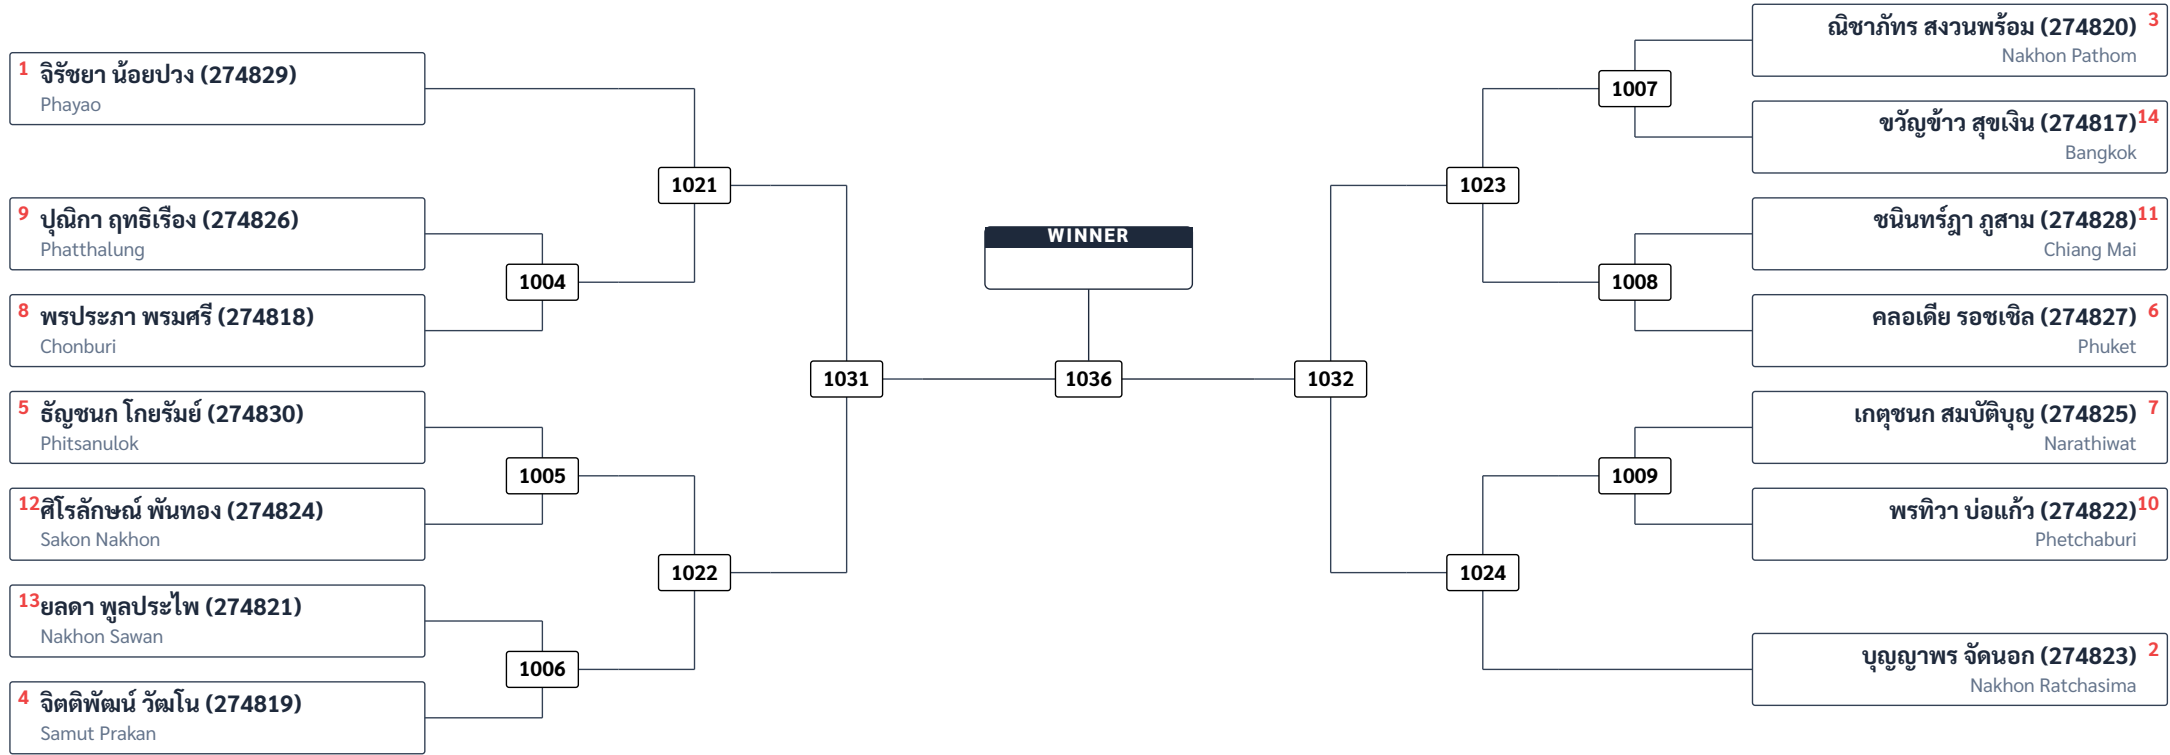 1 จิรัชยา น้อยปวง (274829)
Phayao
9 ปุณิกา ฤทธิเรือง (274826)
Phatthalung
8 พรประภา พรมศรี (274818)
Chonburi
5 ธัญชนก โกยรัมย์ (274830)
Phitsanulok
12 ศิโรลักษณ์ พันทอง (274824)
Sakon Nakhon
13 ยลดา พูลประไพ (274821)
Nakhon Sawan
4 จิตติพัฒน์ วัฒโน (274819)
Samut Prakan
1004
1005
1006
1021
1022
1031
WINNER
1036
1032
1023
1024
1007
1008
1009
ณิชาภัทร สงวนพร้อม (274820) 3
Nakhon Pathom
ขวัญข้าว สุขเงิน (274817) 14
Bangkok
ชนินทร์ฎา ภูสาม (274828) 11
Chiang Mai
คลอเดีย รอชเชิล (274827) 6
Phuket
เกตุชนก สมบัติบุญ (274825) 7
Narathiwat
พรทิวา บ่อแก้ว (274822) 10
Phetchaburi
บุญญาพร จัดนอก (274823) 2
Nakhon Ratchasima